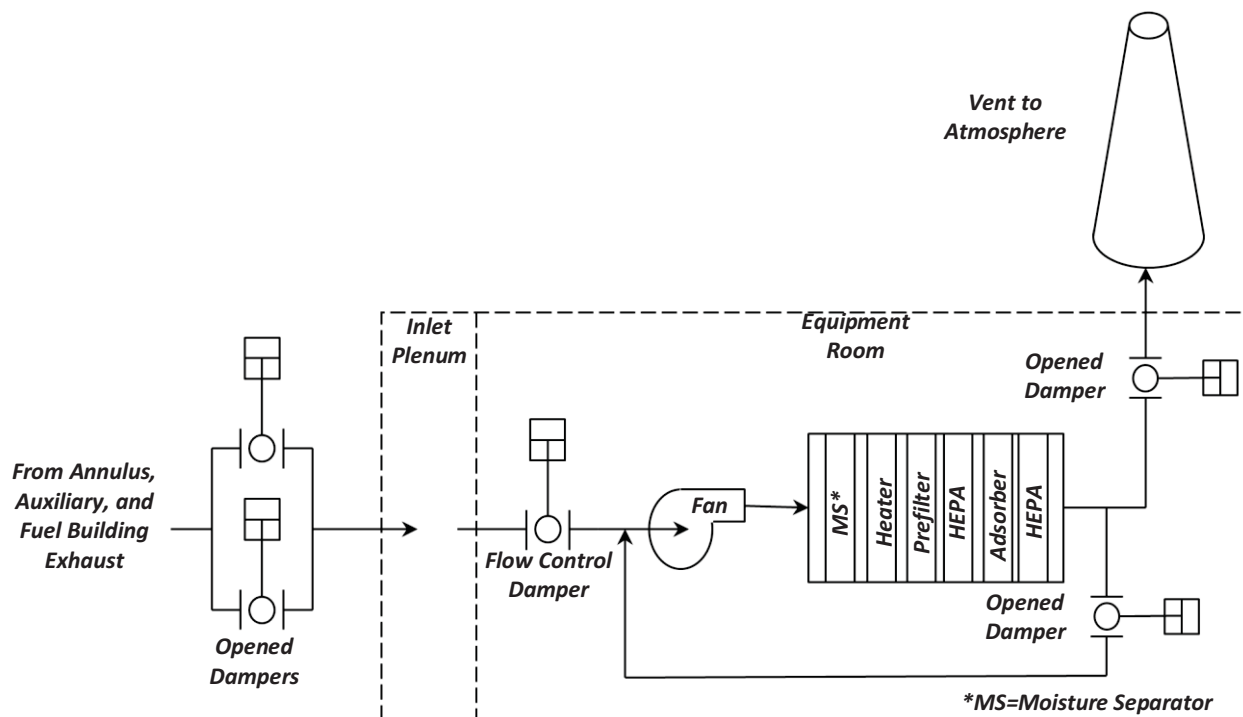 Vent to
Atmosphere
Inlet
Plenum
Equipment
Room
Opened
Damper
From Annulus,
Auxiliary, and
Fuel Building
Exhaust
Fan
MS*
Heater
Prefilter
HEPA
Adsorber
HEPA
Flow Control
Damper
Opened
Damper
Opened
Dampers
*MS=Moisture Separator